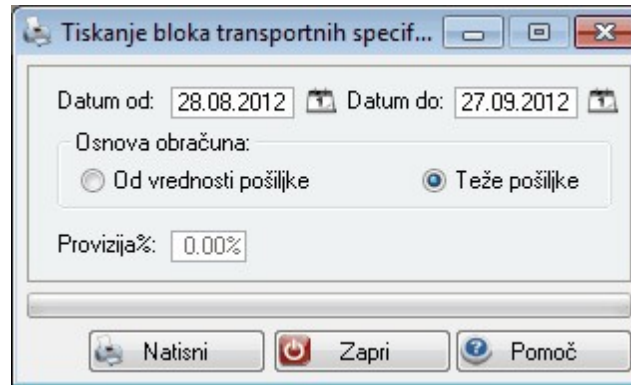 Tiskanje bloka transportnih specif...
Datum od: 28.08.2012 Datum do: 27.09.2012
Osnova obračuna:
Od vrednosti pošiljke Teže pošiljke
Provizija%: 0.00%
Natisni Zapri Pomoč